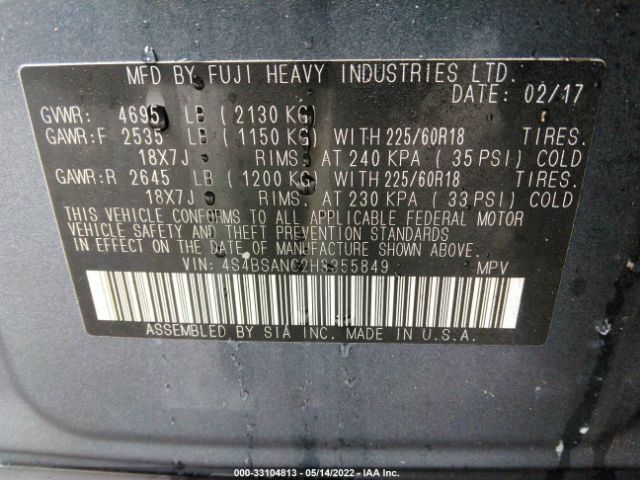 MFD BY FUJI HEAVY INDUSTRIES LTD.
DATE: 02/17
GVWR: 4695 LB ( 2130 KG)
GAWR:F 2535 LB ( 1150 KG) WITH 225/60R18 TIRES.
18X7J RIMS. AT 240 KPA ( 35 PSI) COLD
GAWR:R 2645 LB ( 1200 KG) WITH 225/60R18 TIRES.
18X7J RIMS. AT 230 KPA ( 33 PSI) COLD
THIS VEHICLE CONFORMS TO ALL APPLICABLE FEDERAL MOTOR
VEHICLE SAFETY AND THEFT PREVENTION STANDARDS
IN EFFECT ON THE DATE OF MANUFACTURE SHOWN ABOVE.
VIN: 4S4BSANC2H3355849 MPV
ASSEMBLED BY SIA INC. MADE IN U.S.A.
000-33104813 - 05/14/2022 - IAA Inc.